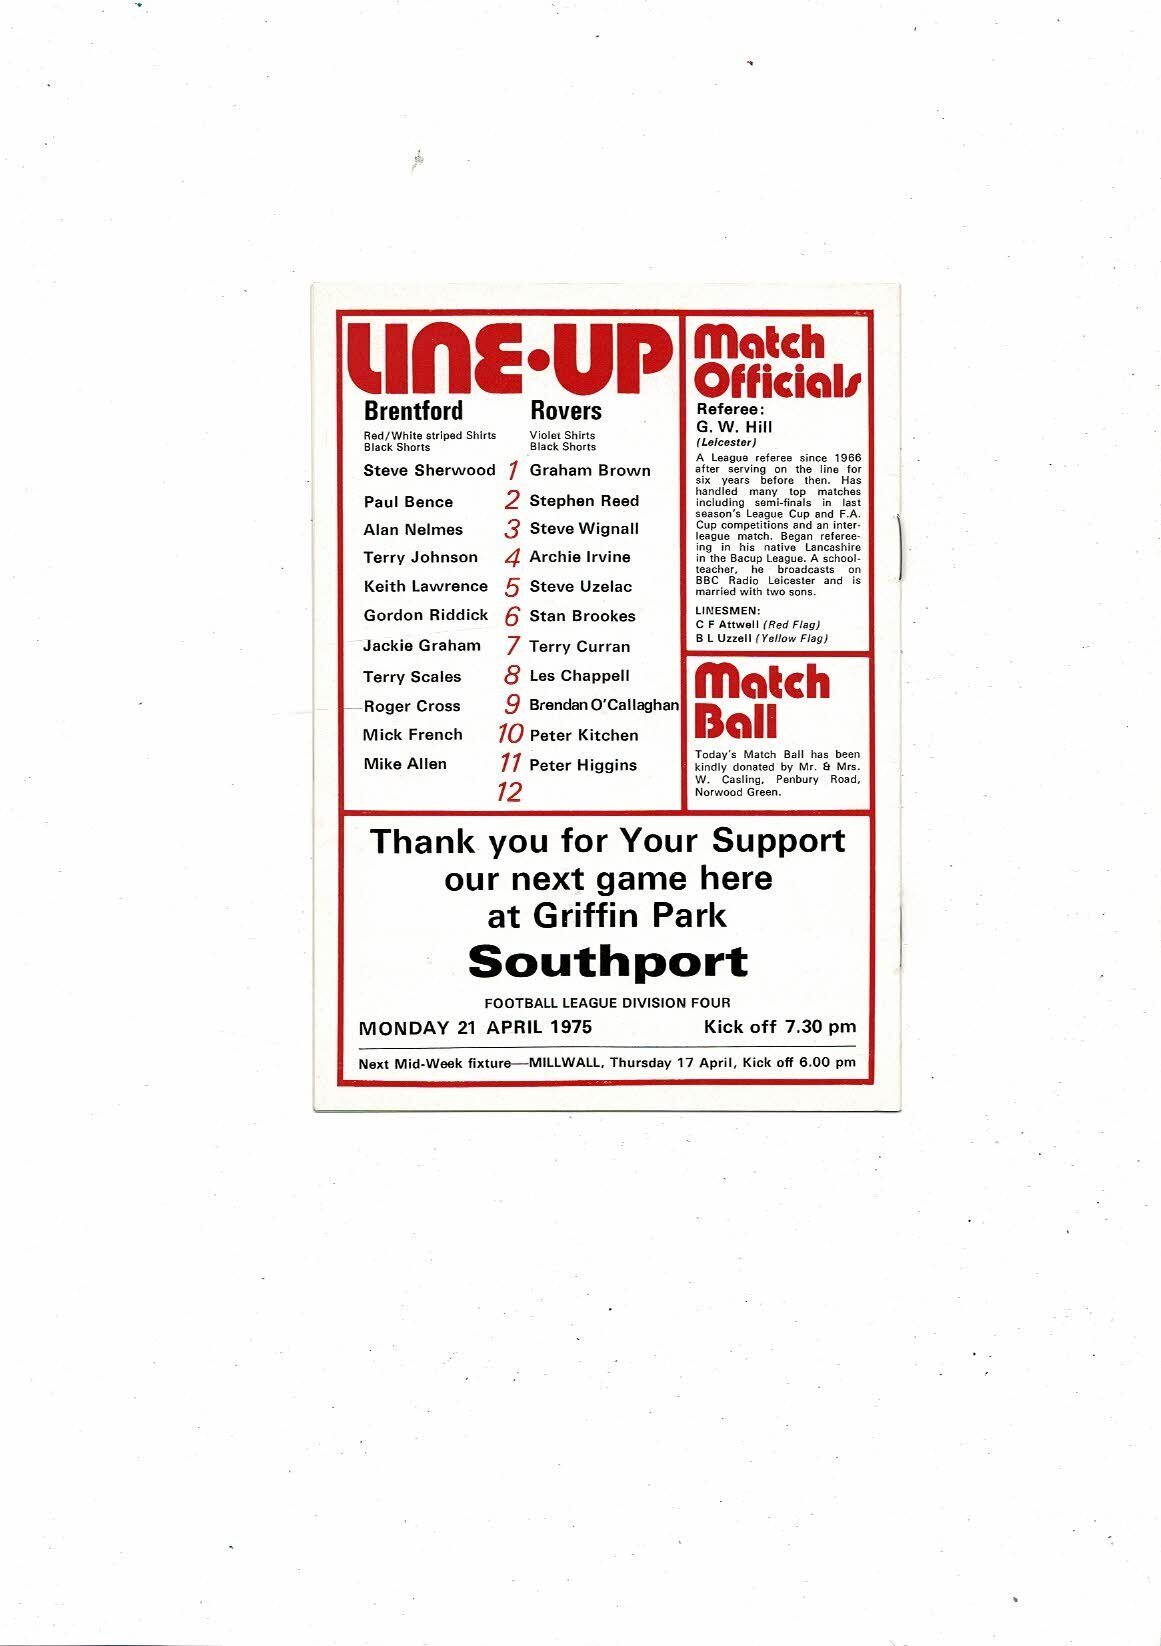 LINE·UP
Brentford Rovers
Red/White striped Shirts Violet Shirts
Black Shorts Black Shorts
Steve Sherwood 1 Graham Brown
Paul Bence 2 Stephen Reed
Alan Nelmes 3 Steve Wignall
Terry Johnson 4 Archie Irvine
Keith Lawrence 5 Steve Uzelac
Gordon Riddick 6 Stan Brookes
Jackie Graham 7 Terry Curran
Terry Scales 8 Les Chappell
Roger Cross 9 Brendan O'Callaghan
Mick French 10 Peter Kitchen
Mike Allen 11 Peter Higgins
12
Match
Officials
Referee:
G. W. Hill
(Leicester)
A League referee since 1966
after serving on the line for
six years before then. Has
handled many top matches
including semi-finals in last
season's League Cup and F.A.
Cup competitions and an inter-
league match. Began referee-
ing in his native Lancashire
in the Bacup League. A school-
teacher, he broadcasts on
BBC Radio Leicester and is
married with two sons.
LINESMEN:
C F Attwell (Red Flag)
B L Uzzell (Yellow Flag)
Match
Ball
Today's Match Ball has been
kindly donated by Mr. & Mrs.
W. Casling, Penbury Road,
Norwood Green.
Thank you for Your Support
our next game here
at Griffin Park
Southport
FOOTBALL LEAGUE DIVISION FOUR
MONDAY 21 APRIL 1975 Kick off 7.30 pm
Next Mid-Week fixture—MILLWALL, Thursday 17 April, Kick off 6.00 pm